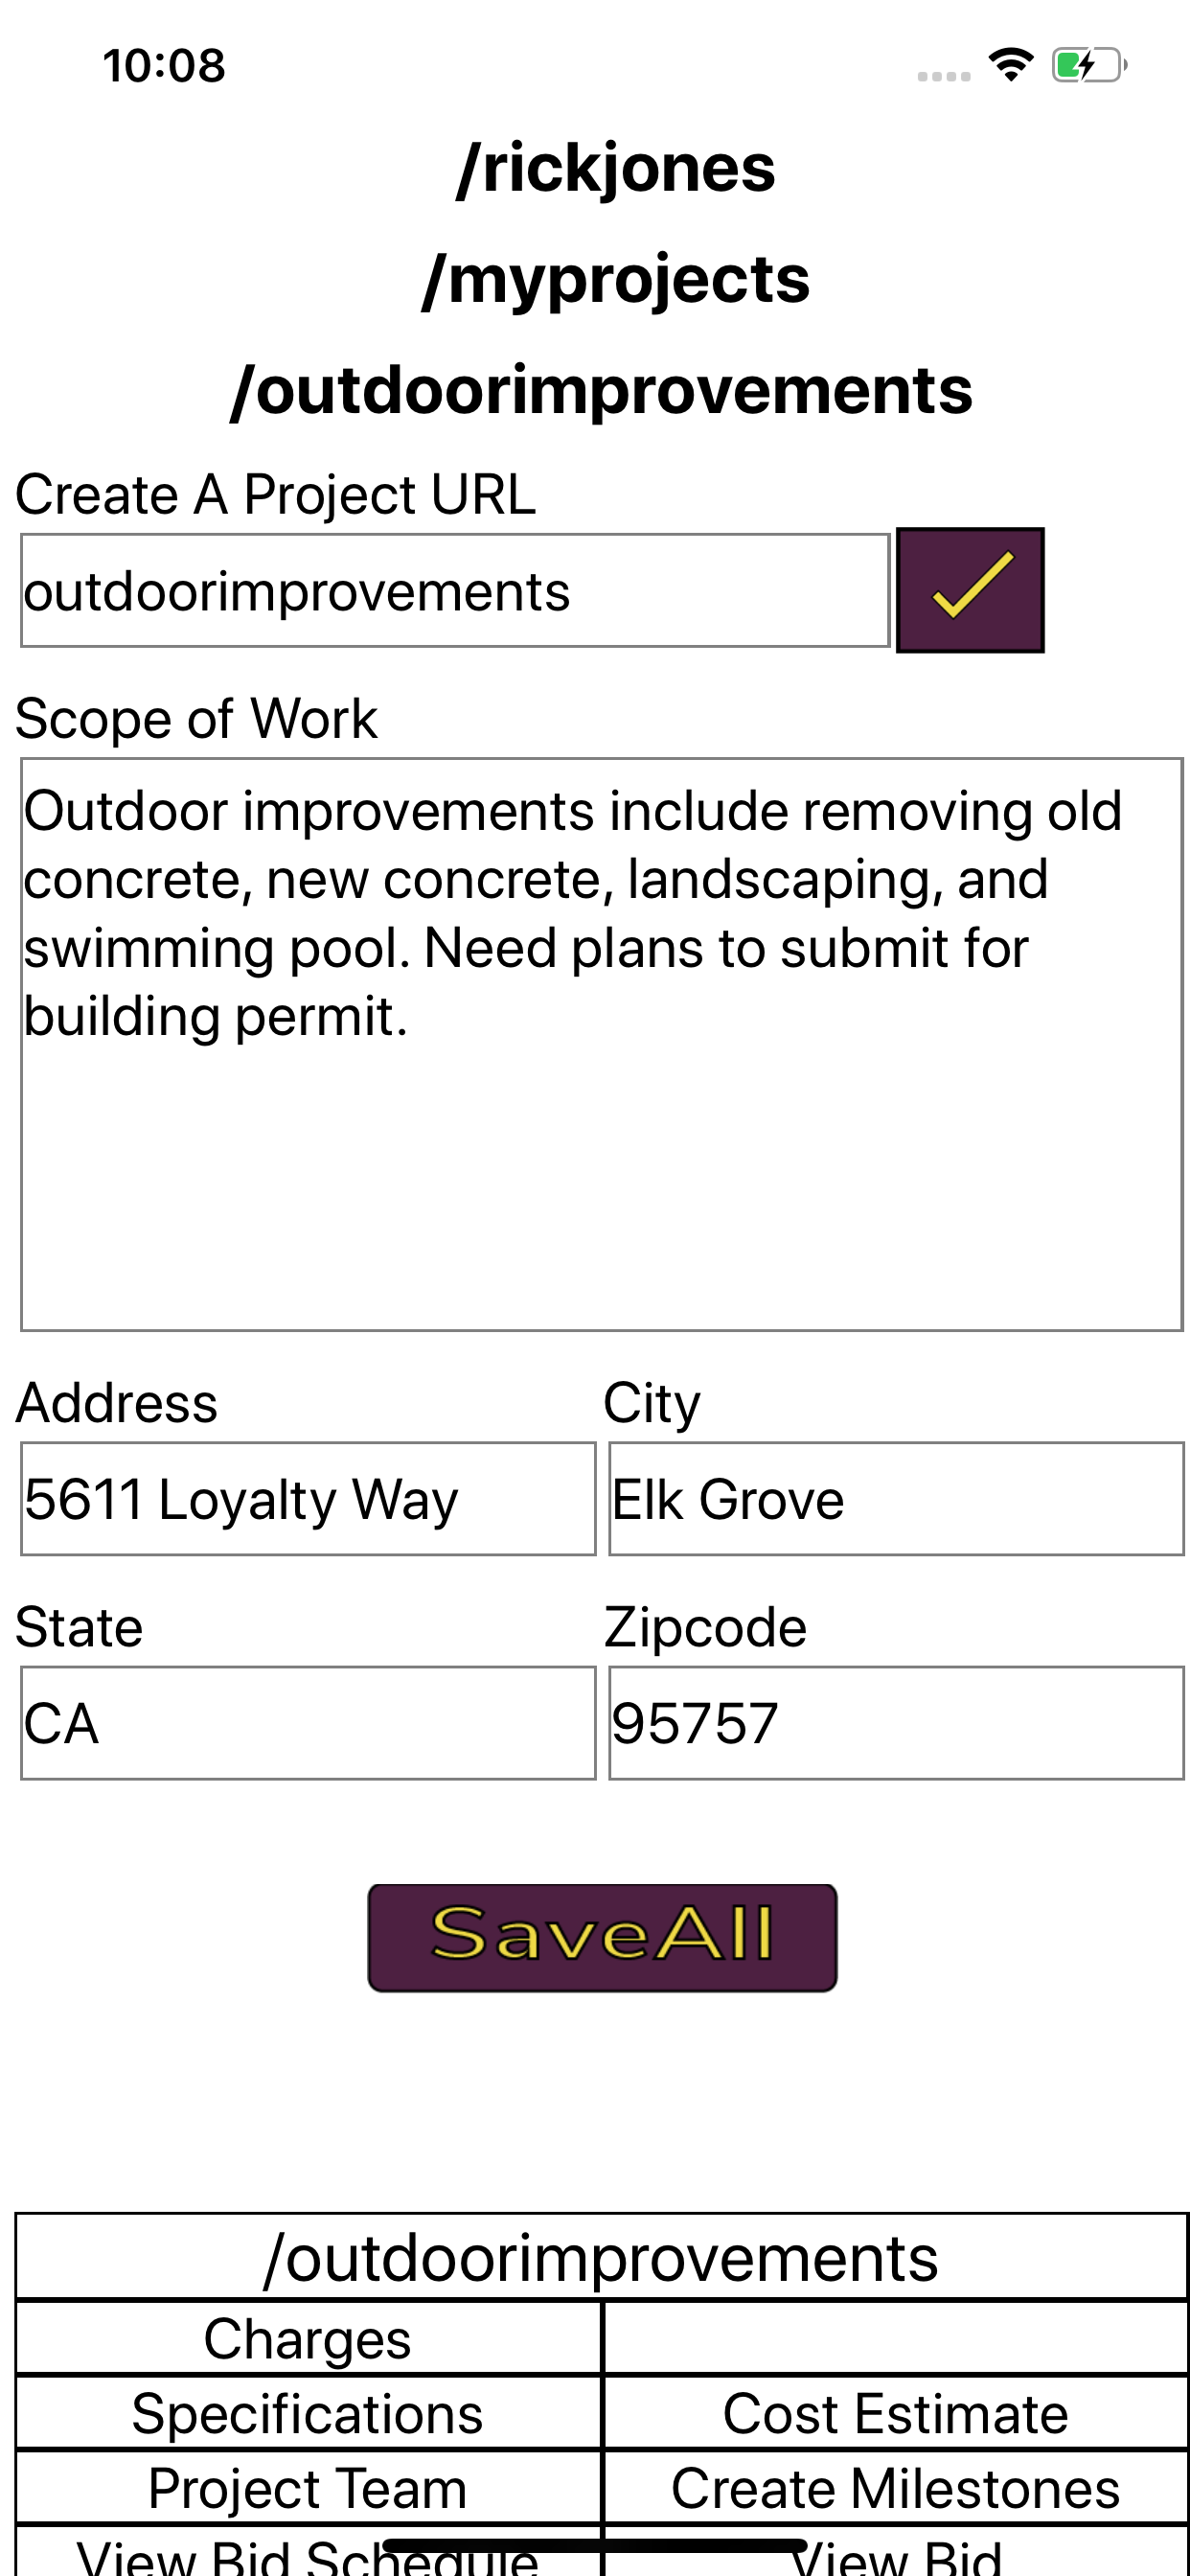 10:08
/rickjones
/myprojects
/outdoorimprovements
Create A Project URL
outdoorimprovements
Scope of Work
Outdoor improvements include removing old
concrete, new concrete, landscaping, and
swimming pool. Need plans to submit for
building permit.
Address City
5611 Loyalty Way Elk Grove
State Zipcode
CA 95757
SaveAll
/outdoorimprovements
Charges
Specifications Cost Estimate
Project Team Create Milestones
View Bid Schedule View Bid